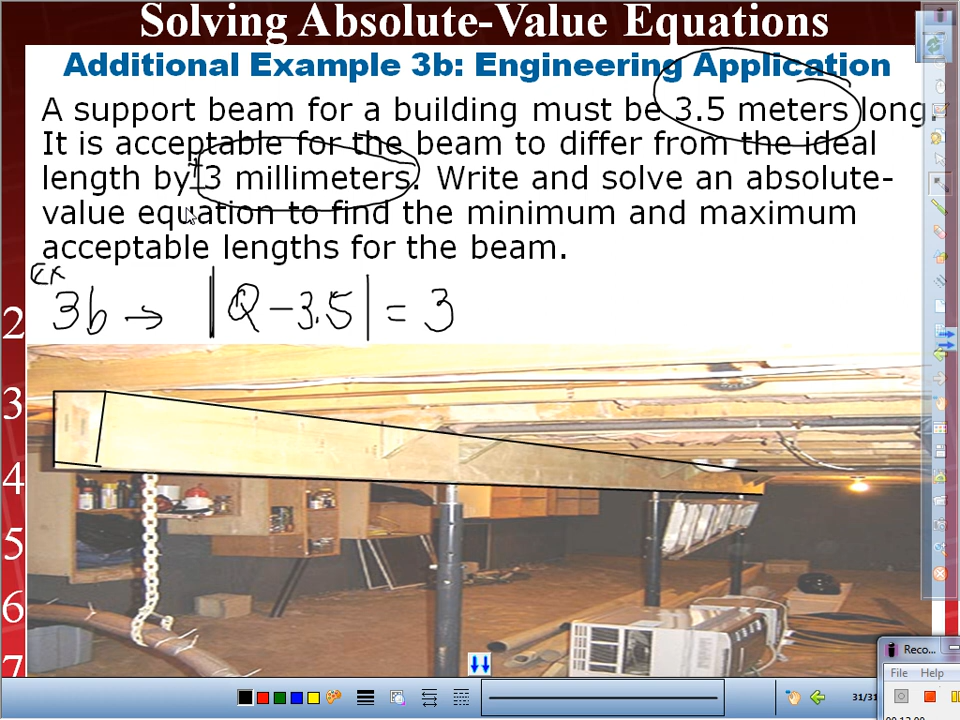 Solving Absolute-Value Equations
Additional Example 3b: Engineering Application
A support beam for a building must be 3.5 meters long.
It is acceptable for the beam to differ from the ideal
length by ±3 millimeters. Write and solve an absolute-
value equation to find the minimum and maximum
acceptable lengths for the beam.
Ex
3b → |Q − 3.5| = 3
2
3
4
5
6
7
31/31
Reco...
File Help